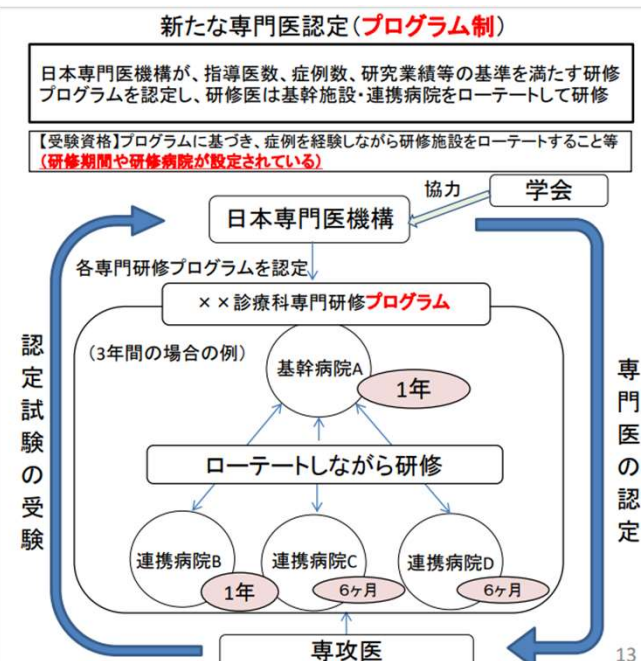 新たな専門医認定(プログラム制)
日本専門医機構が、指導医数、症例数、研究業績等の基準を満たす研修
プログラムを認定し、研修医は基幹施設・連携病院をローテートして研修
【受験資格】プログラムに基づき、症例を経験しながら研修施設をローテートすること等
(研修期間や研修病院が設定されている)
協力
学会
日本専門医機構
各専門研修プログラムを認定
××診療科専門研修プログラム
(3年間の場合の例)
基幹病院A
1年
認定試験の受験
専門医の認定
ローテートしながら研修
連携病院B
連携病院C
連携病院D
1年
6ヶ月
6ヶ月
専攻医
13